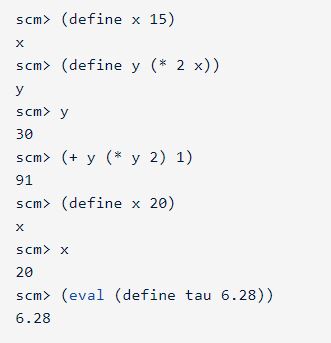 scm> (define x 15)
x
scm> (define y (* 2 x))
y
scm> y
30
scm> (+ y (* y 2) 1)
91
scm> (define x 20)
x
scm> x
20
scm> (eval (define tau 6.28))
6.28